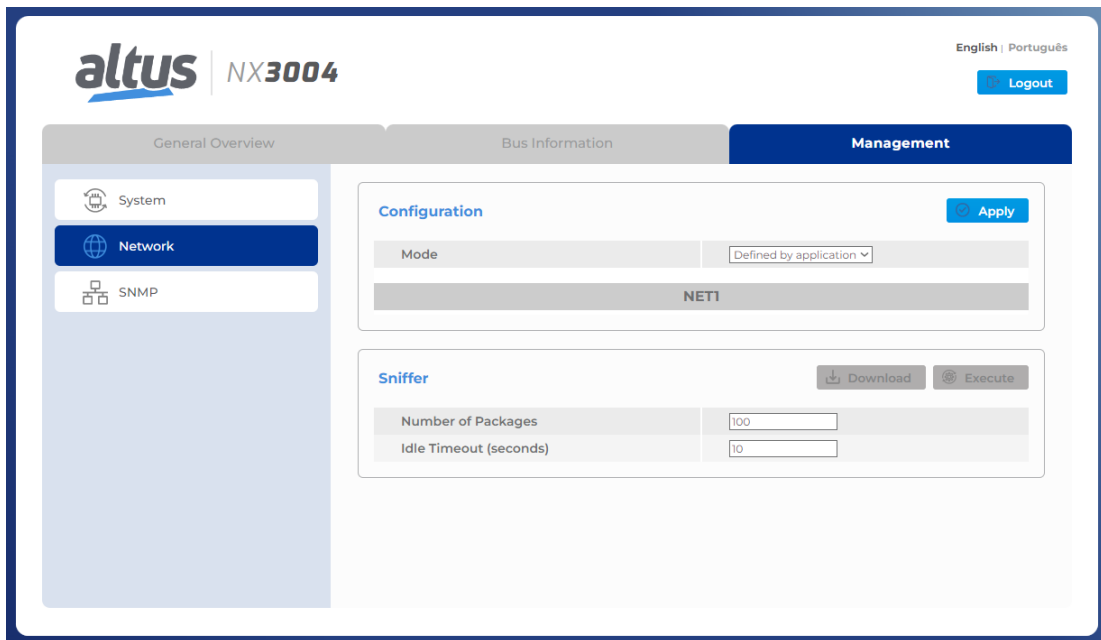 English | Português
altus | NX3004
Logout
General Overview Bus Information Management
System
Network
SNMP
Configuration Apply
Mode Defined by application
NET1
Sniffer Download Execute
Number of Packages 100
Idle Timeout (seconds) 10